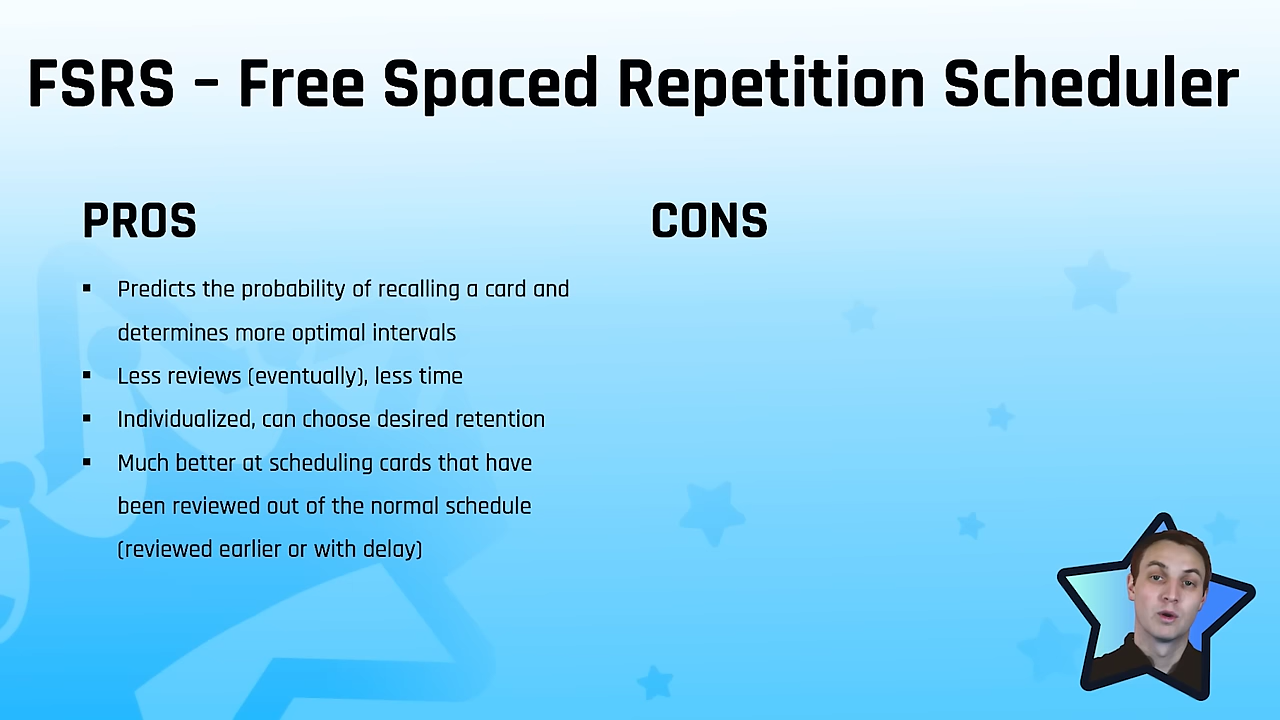 FSRS – Free Spaced Repetition Scheduler
PROS
▪ Predicts the probability of recalling a card and
determines more optimal intervals
▪ Less reviews (eventually), less time
▪ Individualized, can choose desired retention
▪ Much better at scheduling cards that have
been reviewed out of the normal schedule
(reviewed earlier or with delay)
CONS